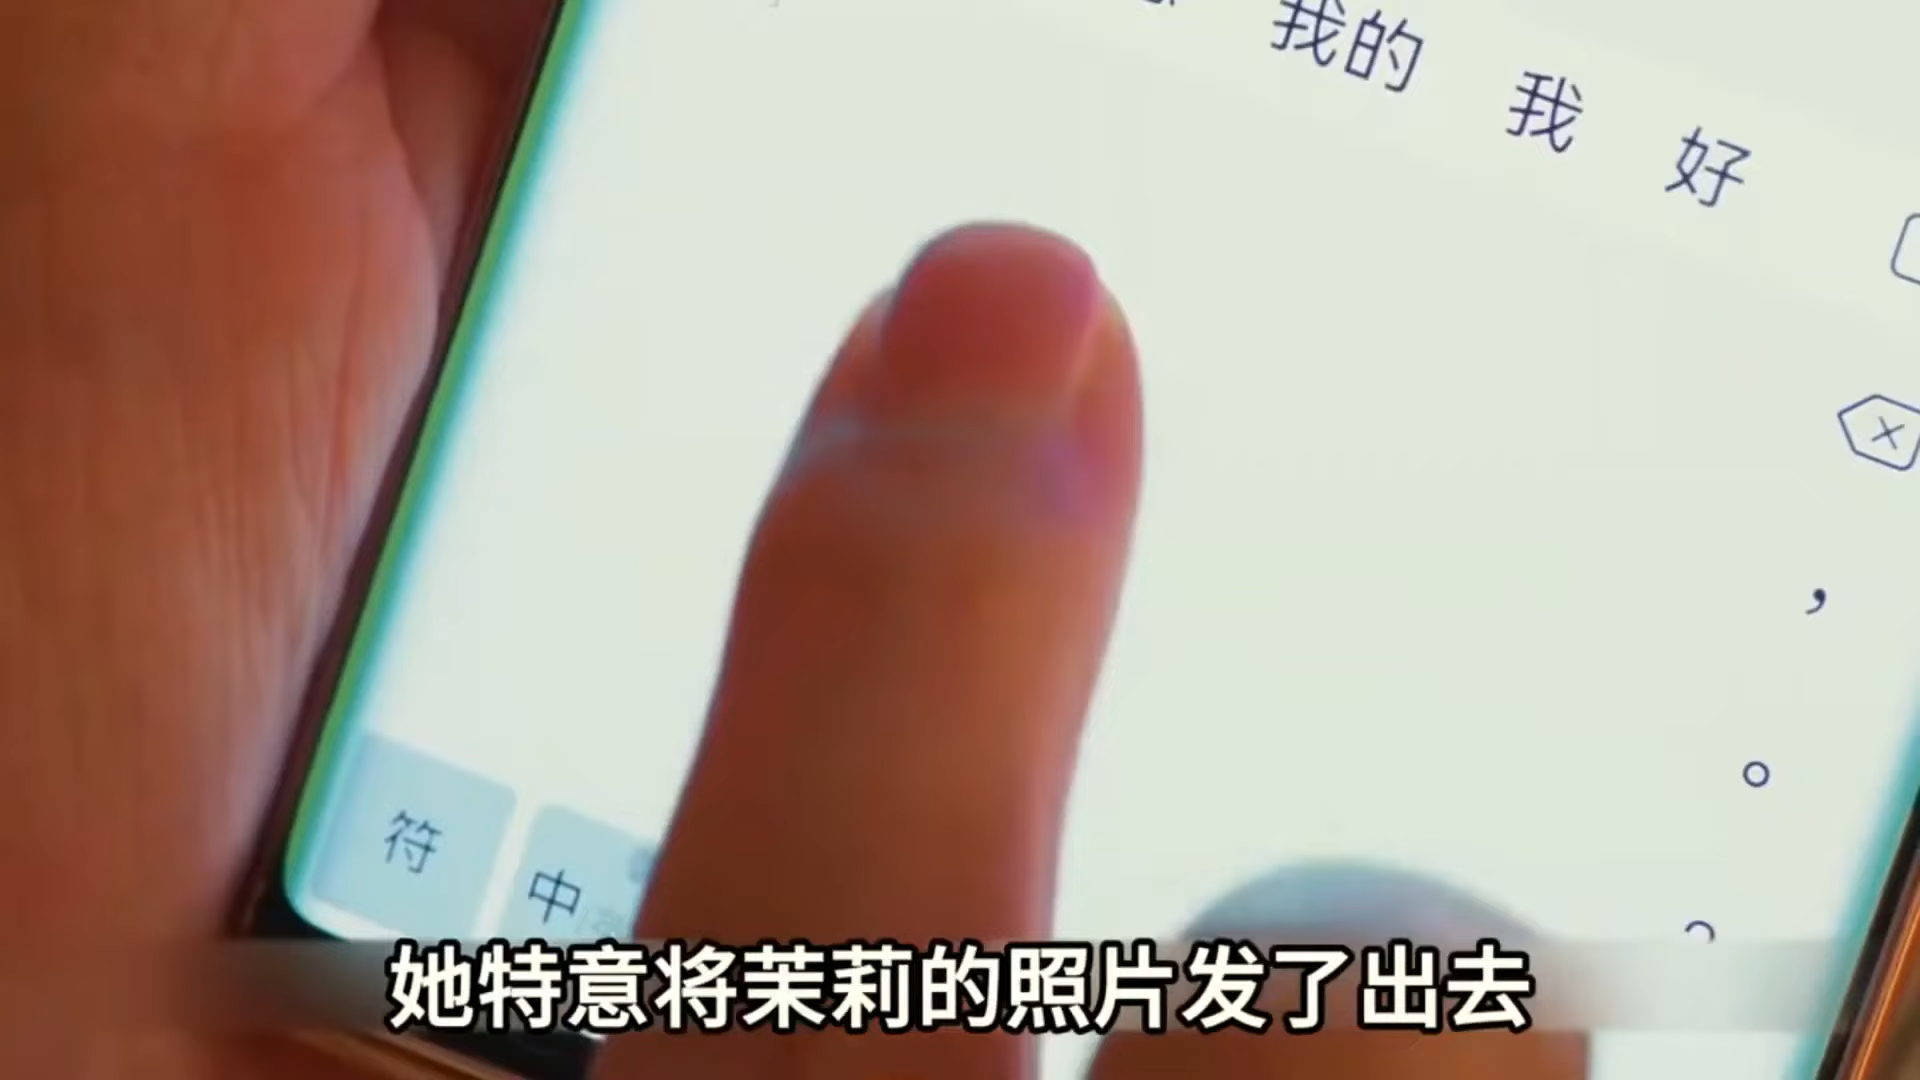 我的 我 好
，
。
符 中
她特意将茉莉的照片发了出去